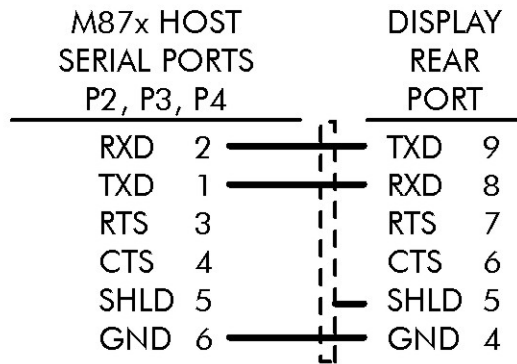 M87x HOST DISPLAY
SERIAL PORTS REAR
P2, P3, P4 PORT
RXD 2 TXD 9
TXD 1 RXD 8
RTS 3 RTS 7
CTS 4 CTS 6
SHLD 5 SHLD 5
GND 6 GND 4